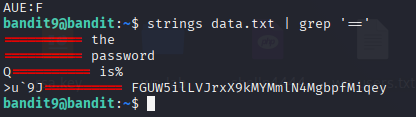 AUE:F
bandit9@bandit:~$ strings data.txt | grep '=='
the
password
Q is%
>u`9J FGUW5ilLVJrxX9kMYMmlN4MgbpfMiqey
bandit9@bandit:~$